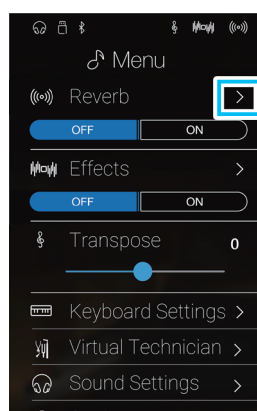 Menu
Reverb
OFF ON
Effects
OFF ON
Transpose 0
Keyboard Settings
Virtual Technician
Sound Settings